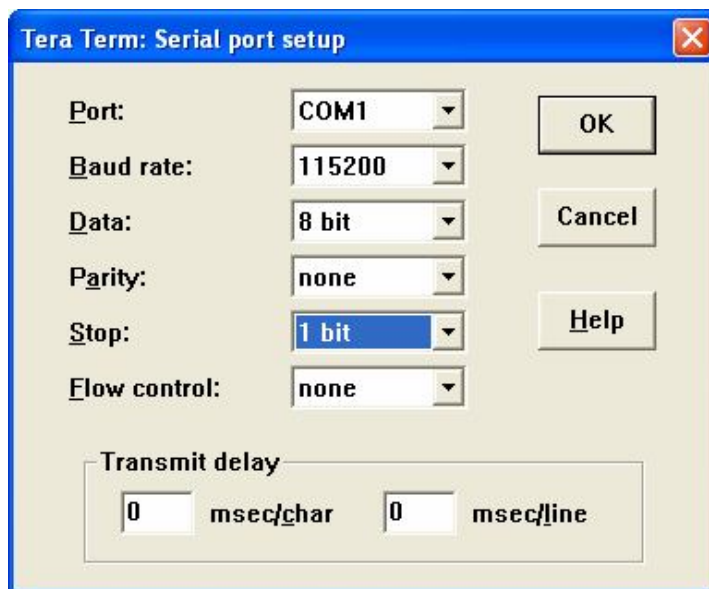 Tera Term: Serial port setup
Port: COM1 OK
Baud rate: 115200
Data: 8 bit Cancel
Parity: none
Stop: 1 bit Help
Flow control: none
Transmit delay
0 msec/char 0 msec/line